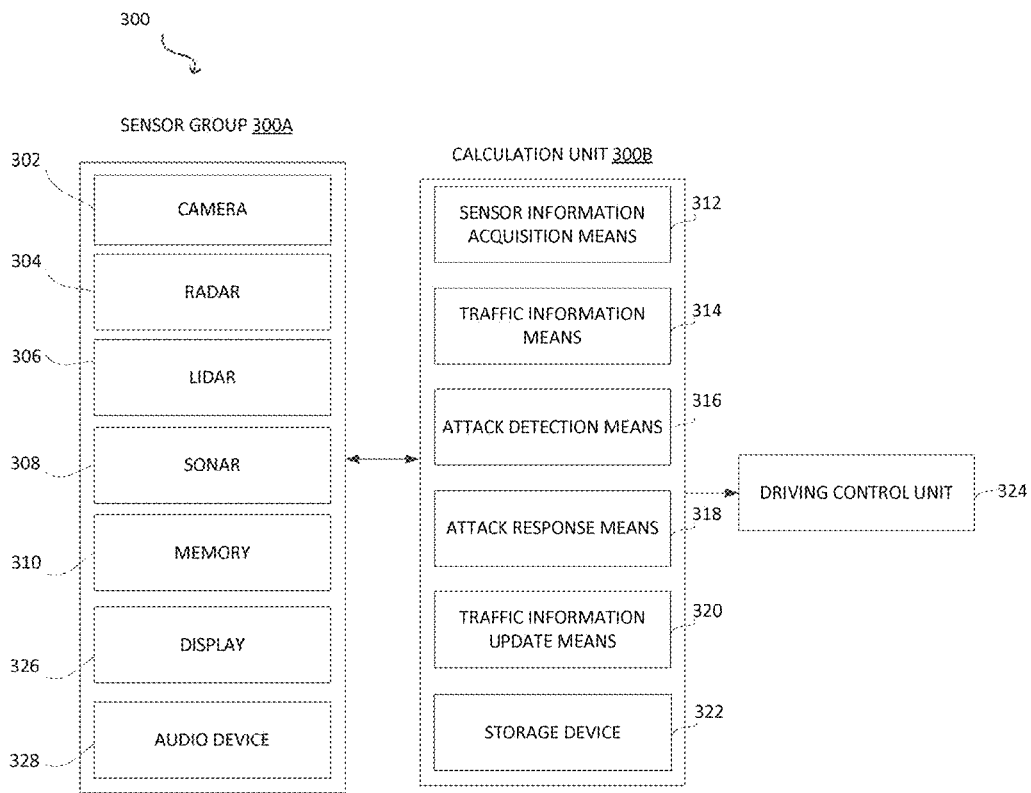 300
SENSOR GROUP 300A
302
CAMERA
304
RADAR
306
LIDAR
308
SONAR
310
MEMORY
326
DISPLAY
328
AUDIO DEVICE
CALCULATION UNIT 300B
SENSOR INFORMATION
ACQUISITION MEANS
312
TRAFFIC INFORMATION
MEANS
314
ATTACK DETECTION MEANS
316
ATTACK RESPONSE MEANS
318
TRAFFIC INFORMATION
UPDATE MEANS
320
STORAGE DEVICE
322
DRIVING CONTROL UNIT
324